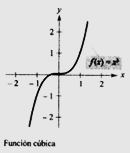 y
2
1
f(x) = x³
-2
-1
1
2
x
-1
-2
Función cúbica